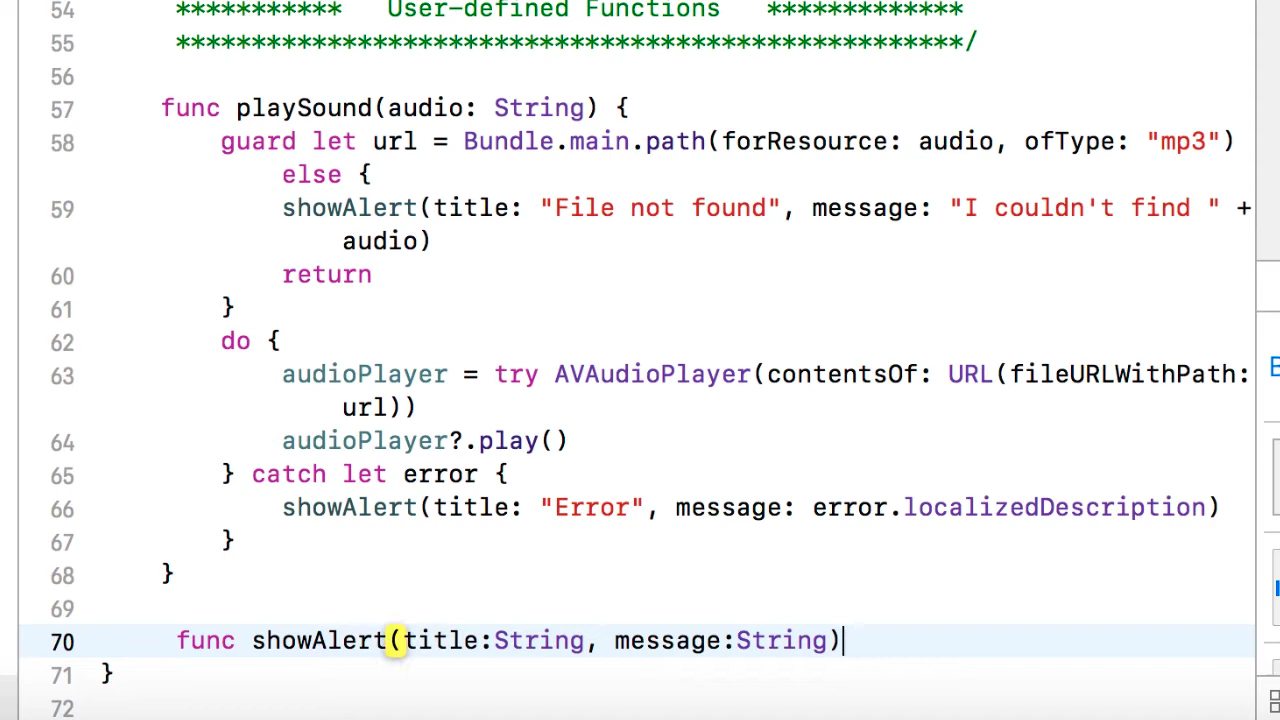 54 *********** User-defined Functions *************
55 ****************************************************/
56
57 func playSound(audio: String) {
58 guard let url = Bundle.main.path(forResource: audio, ofType: "mp3")
else {
59 showAlert(title: "File not found", message: "I couldn't find " +
audio)
60 return
61 }
62 do {
63 audioPlayer = try AVAudioPlayer(contentsOf: URL(fileURLWithPath:
url))
64 audioPlayer?.play()
65 } catch let error {
66 showAlert(title: "Error", message: error.localizedDescription)
67 }
68 }
69
70 func showAlert(title:String, message:String)
71 }
72